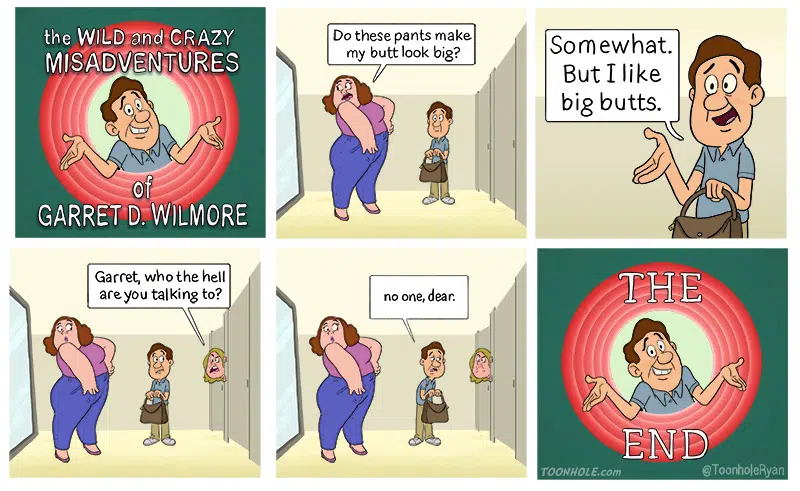 the WILD and CRAZY
MISADVENTURES
of
GARRET D. WILMORE
Do these pants make
my butt look big?
Somewhat.
But I like
big butts.
Garret, who the hell
are you talking to?
no one, dear.
THE
END
TOONHOLE.com
@ToonholeRyan